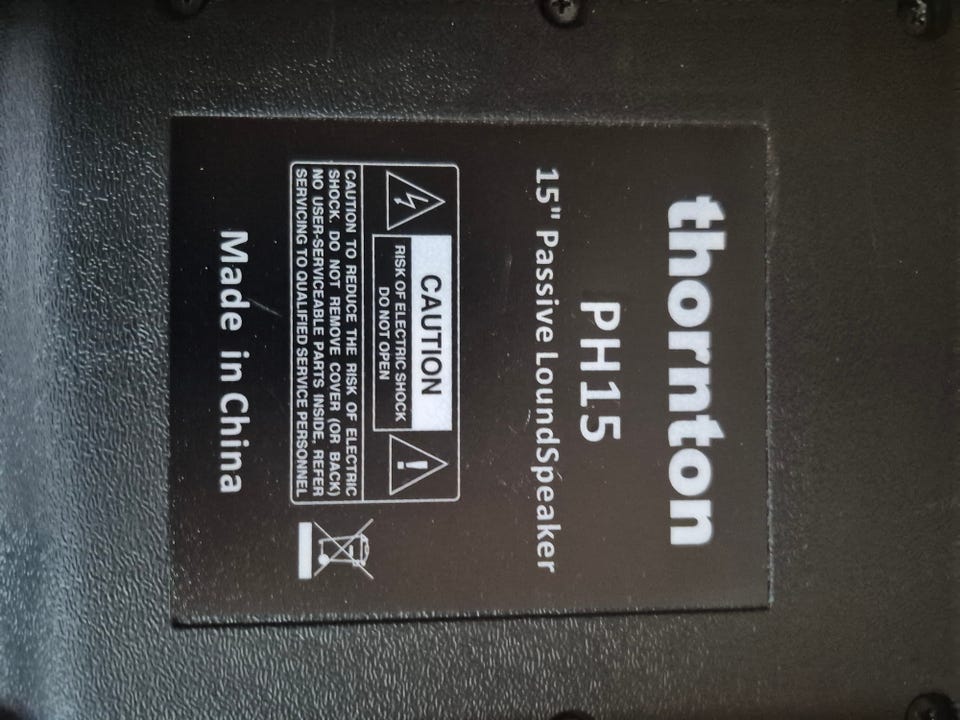 thornton
PH15
15" Passive LoundSpeaker
CAUTION
RISK OF ELECTRIC SHOCK
DO NOT OPEN
CAUTION TO REDUCE THE RISK OF ELECTRIC
SHOCK. DO NOT REMOVE COVER (OR BACK)
NO USER-SERVICEABLE PARTS INSIDE, REFER
SERVICING TO QUALIFIED SERVICE PERSONNEL
Made in China